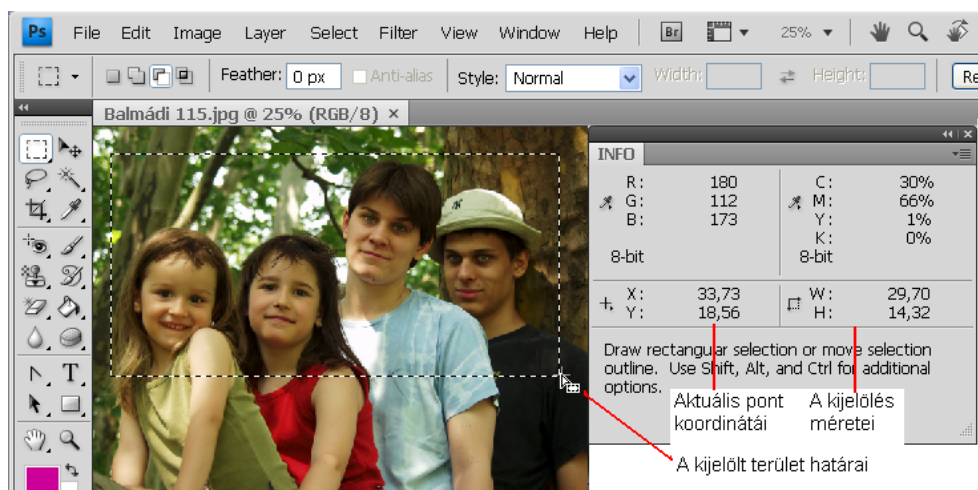 Ps File Edit Image Layer Select Filter View Window Help Br 25%
Feather: 0 px Anti-alias Style: Normal Width: Height: Re
Balmádi 115.jpg @ 25% (RGB/8) ×
INFO
R: 180 C: 30%
G: 112 M: 66%
B: 173 Y: 1%
K: 0%
8-bit 8-bit
X: 33,73 W: 29,70
Y: 18,56 H: 14,32
Draw rectangular selection or move selection
outline. Use Shift, Alt, and Ctrl for additional
options.
Aktuális pont
koordinátái
A kijelölés
méretei
A kijelölt terület határai
T